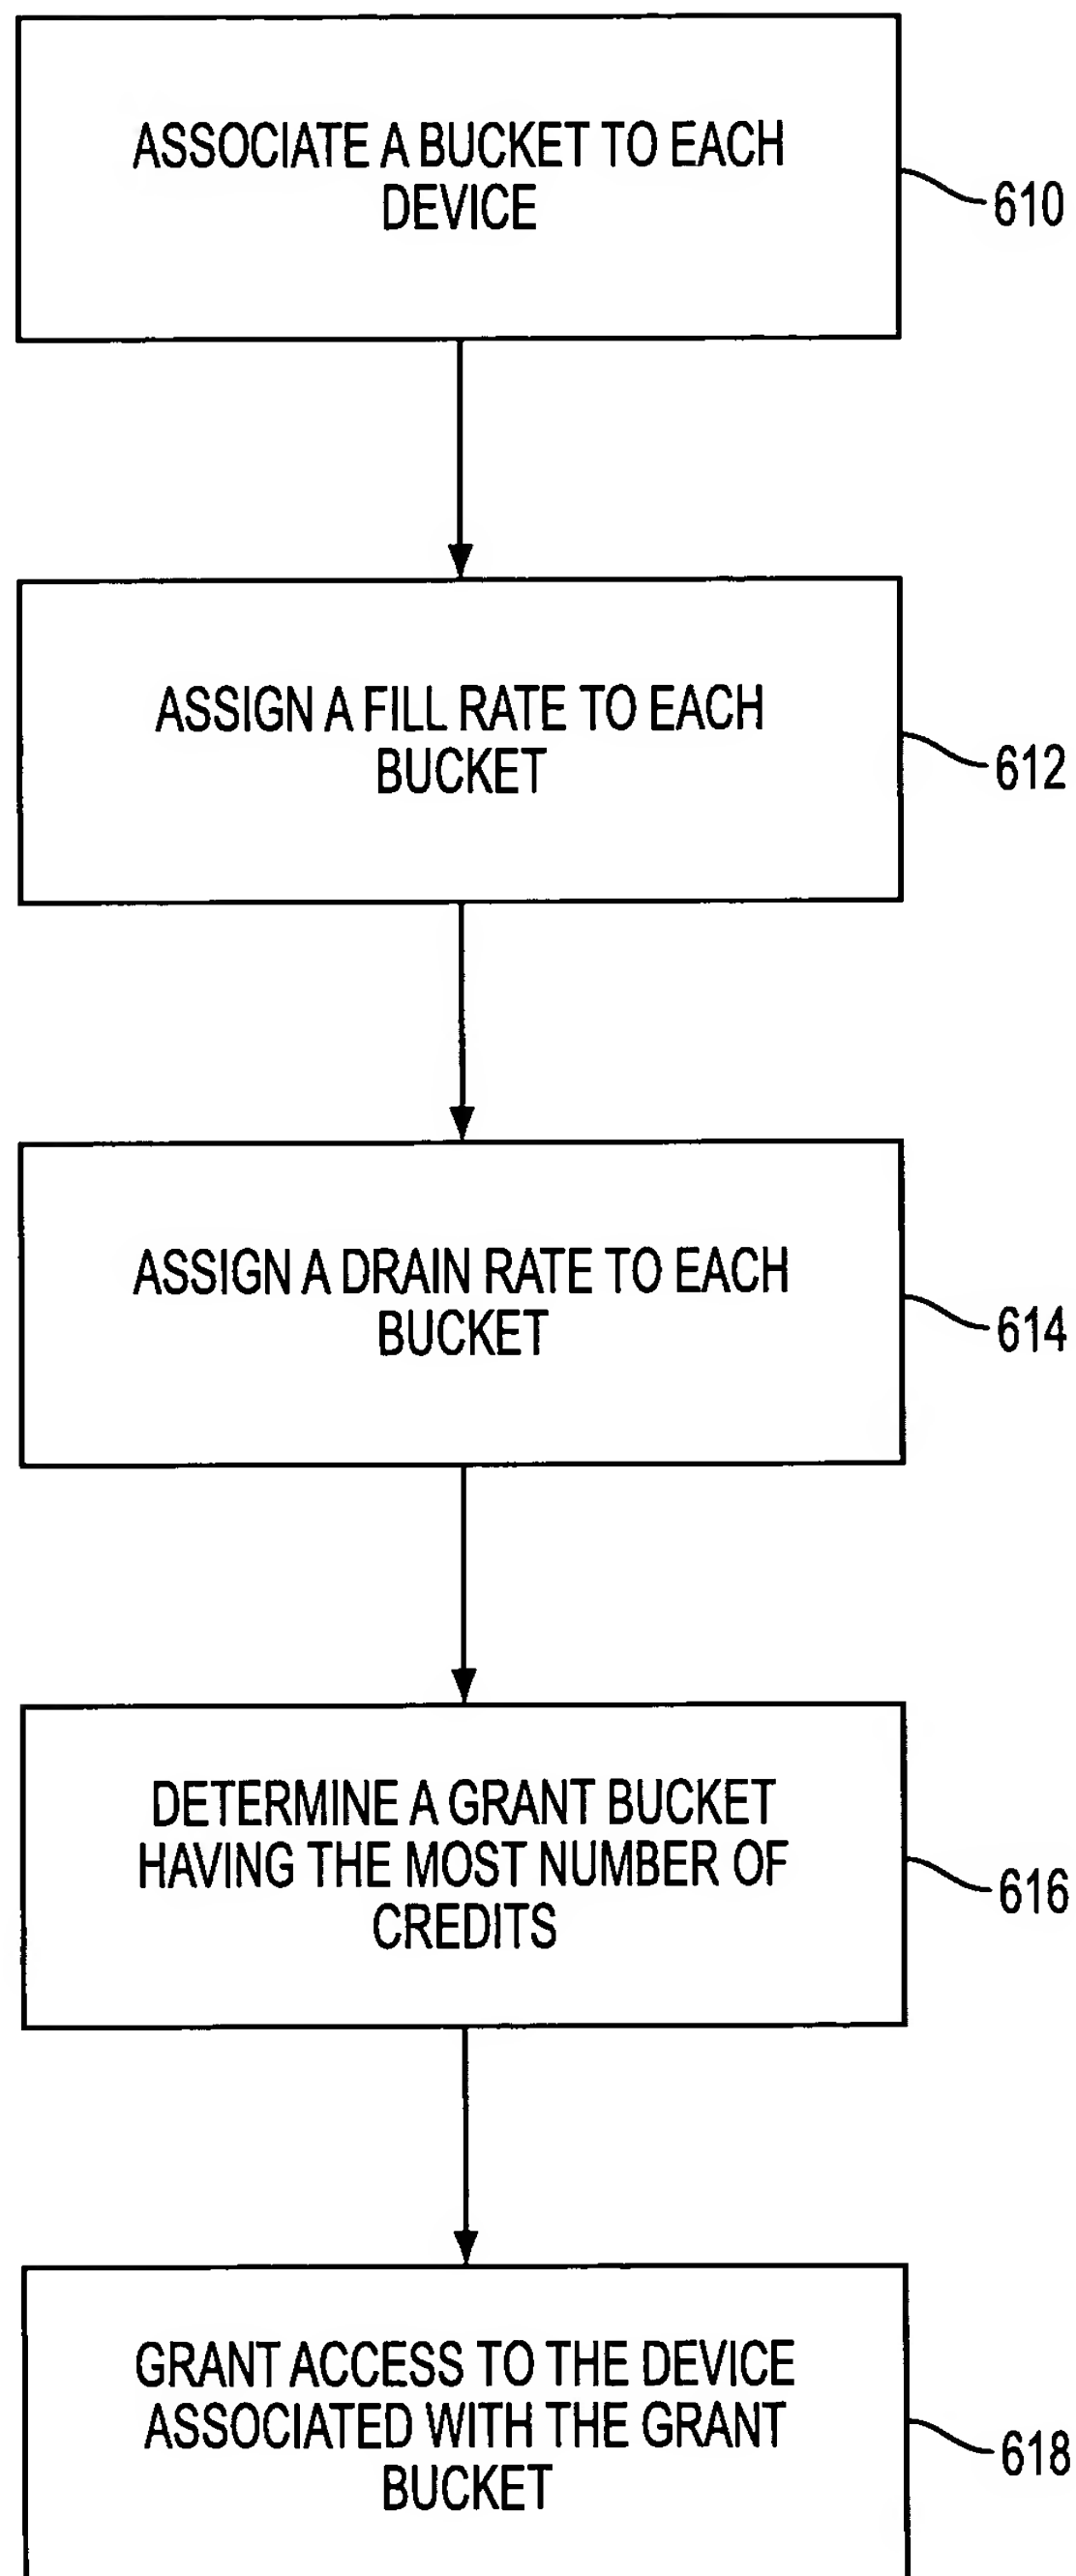 ASSOCIATE A BUCKET TO EACH
DEVICE
610
ASSIGN A FILL RATE TO EACH
BUCKET
612
ASSIGN A DRAIN RATE TO EACH
BUCKET
614
DETERMINE A GRANT BUCKET
HAVING THE MOST NUMBER OF
CREDITS
616
GRANT ACCESS TO THE DEVICE
ASSOCIATED WITH THE GRANT
BUCKET
618